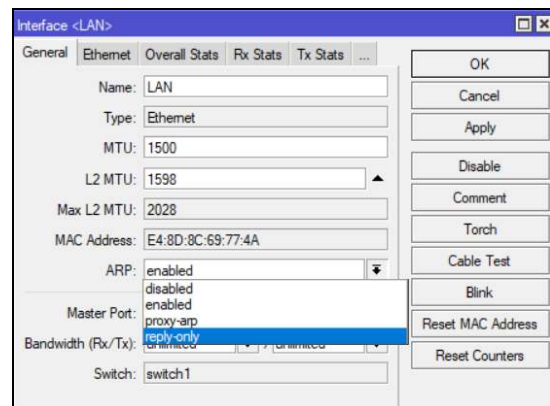 Interface <LAN>
General Ethernet Overall Stats Rx Stats Tx Stats ...
Name: LAN
Type: Ethernet
MTU: 1500
L2 MTU: 1598
Max L2 MTU: 2028
MAC Address: E4:8D:8C:69:77:4A
ARP: enabled
disabled
enabled
proxy-arp
reply-only
Master Port:
Bandwidth (Rx/Tx): unlimited / unlimited
Switch: switch1
OK
Cancel
Apply
Disable
Comment
Torch
Cable Test
Blink
Reset MAC Address
Reset Counters